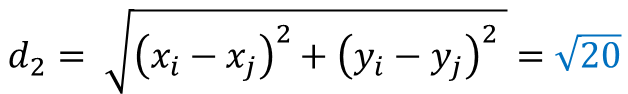 d₂ = √((xᵢ − xⱼ)² + (yᵢ − yⱼ)²) = √20